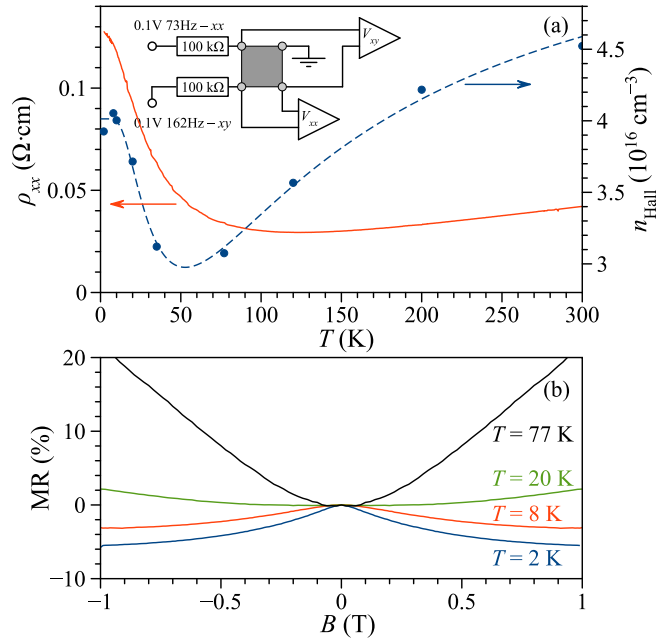 (a)
0.1V 73Hz−xx
100 kΩ
V_xy
100 kΩ
0.1V 162Hz−xy
V_xx
ρ_xx (Ω·cm)
0.1
0.05
0
n_Hall (10^16 cm^−3)
4.5
4
3.5
3
0 50 100 150 200 250 300
T (K)
(b)
MR (%)
20
10
0
−10
T = 77 K
T = 20 K
T = 8 K
T = 2 K
−1 −0.5 0 0.5 1
B (T)